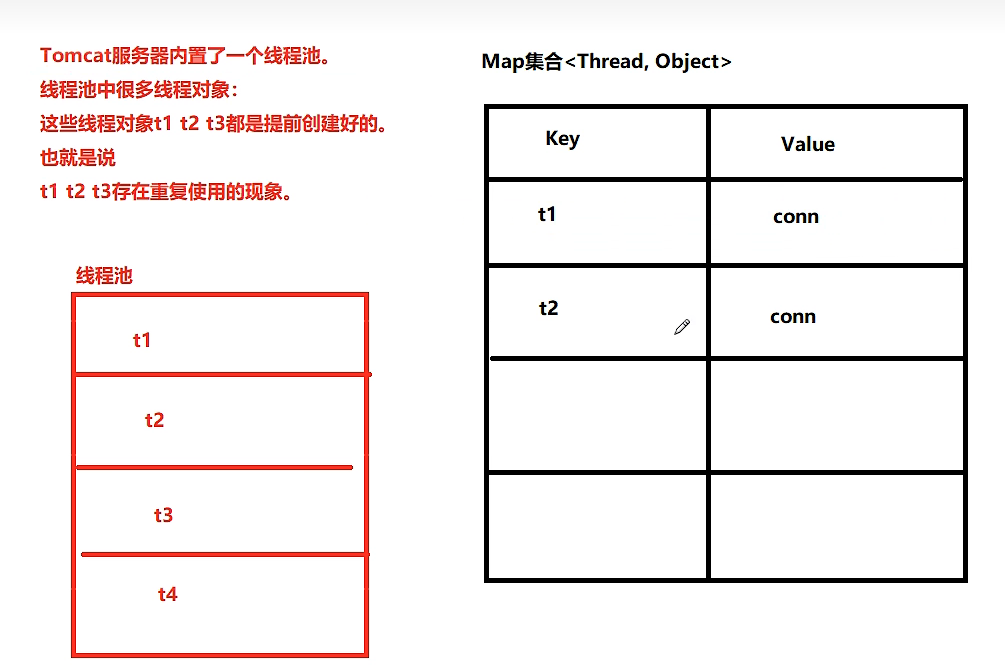 Tomcat服务器内置了一个线程池。
线程池中很多线程对象：
这些线程对象t1 t2 t3都是提前创建好的。
也就是说
t1 t2 t3存在重复使用的现象。
线程池
t1
t2
t3
t4
Map集合<Thread, Object>
Key Value
t1 conn
t2 conn